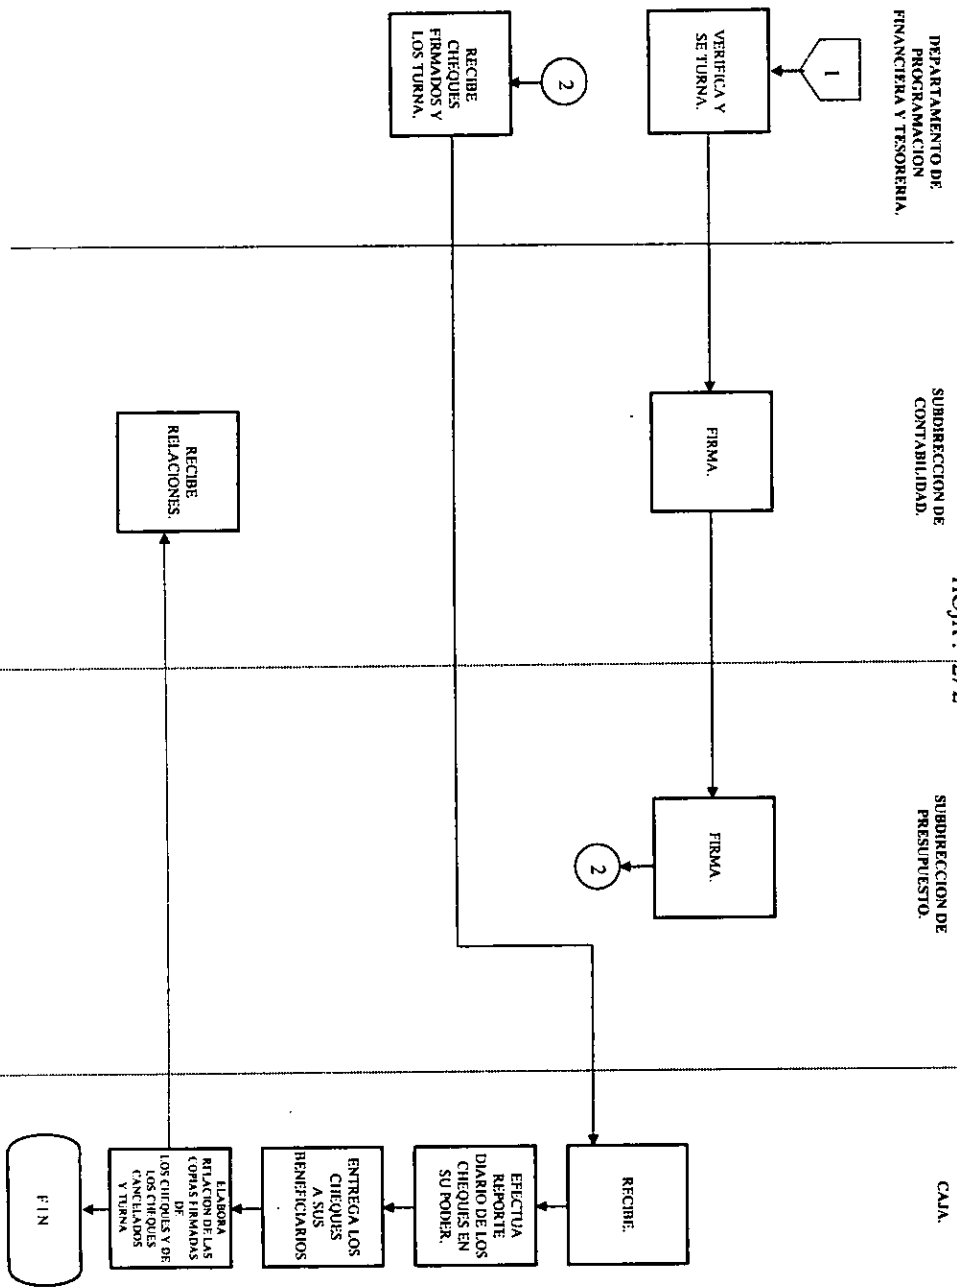 HOJA: 2/2
DEPARTAMENTO DE
PROGRAMACION
FINANCIERA Y TESORERIA.
SUBDIRECCION DE
CONTABILIDAD.
SUBDIRECCION DE
PRESUPUESTO.
CAJA.
1
VERIFICA Y
SE TURNA.
FIRMA.
FIRMA.
2
2
RECIBE
CHEQUES
FIRMADOS Y
LOS TURNA.
RECIBE.
EFECTUA
REPORTE
DIARIO DE LOS
CHEQUES EN
SU PODER.
ENTREGA LOS
CHEQUES
A SUS
BENEFICIARIOS
ELABORA
RELACION DE LAS
COPIAS FIRMADAS
DE
LOS CHEQUES Y DE
LOS CHEQUES
CANCELADOS
Y TURNA
RECIBE
RELACIONES.
FIN